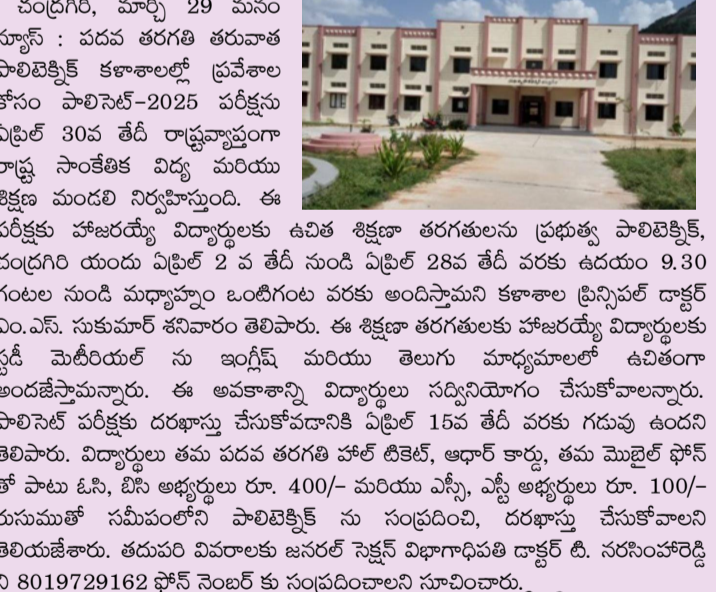 చంద్రగిరి, మార్చి 29 మనం
న్యూస్ : పదవ తరగతి తరువాత
పాలిటెక్నిక్ కళాశాలల్లో ప్రవేశాల
కోసం పాలిసెట్-2025 పరీక్షను
ఏప్రిల్ 30వ తేదీ రాష్ట్రవ్యాప్తంగా
రాష్ట్ర సాంకేతిక విద్య మరియు
శిక్షణ మండలి నిర్వహిస్తుంది. ఈ
పరీక్షకు హాజరయ్యే విద్యార్థులకు ఉచిత శిక్షణా తరగతులను ప్రభుత్వ పాలిటెక్నిక్,
చంద్రగిరి యందు ఏప్రిల్ 2 వ తేదీ నుండి ఏప్రిల్ 28వ తేదీ వరకు ఉదయం 9.30
గంటల నుండి మధ్యాహ్నం ఒంటిగంట వరకు అందిస్తామని కళాశాల ప్రిన్సిపల్ డాక్టర్
ఎం.ఎస్. సుకుమార్ శనివారం తెలిపారు. ఈ శిక్షణా తరగతులకు హాజరయ్యే విద్యార్థులకు
స్టడీ మెటీరియల్ ను ఇంగ్లీష్ మరియు తెలుగు మాధ్యమాలలో ఉచితంగా
అందజేస్తామన్నారు. ఈ అవకాశాన్ని విద్యార్థులు సద్వినియోగం చేసుకోవాలన్నారు.
పాలిసెట్ పరీక్షకు దరఖాస్తు చేసుకోవడానికి ఏప్రిల్ 15వ తేదీ వరకు గడువు ఉందని
తెలిపారు. విద్యార్థులు తమ పదవ తరగతి హాల్ టికెట్, ఆధార్ కార్డు, తమ మొబైల్ ఫోన్
తో పాటు ఓసి, బిసి అభ్యర్థులు రూ. 400/- మరియు ఎస్సీ, ఎస్టీ అభ్యర్థులు రూ. 100/-
రుసుముతో సమీపంలోని పాలిటెక్నిక్ ను సంప్రదించి, దరఖాస్తు చేసుకోవాలని
తెలియజేశారు. తదుపరి వివరాలకు జనరల్ సెక్షన్ విభాగాధిపతి డాక్టర్ టి. నరసింహారెడ్డి
ని 8019729162 ఫోన్ నెంబర్ కు సంప్రదించాలని సూచించారు.